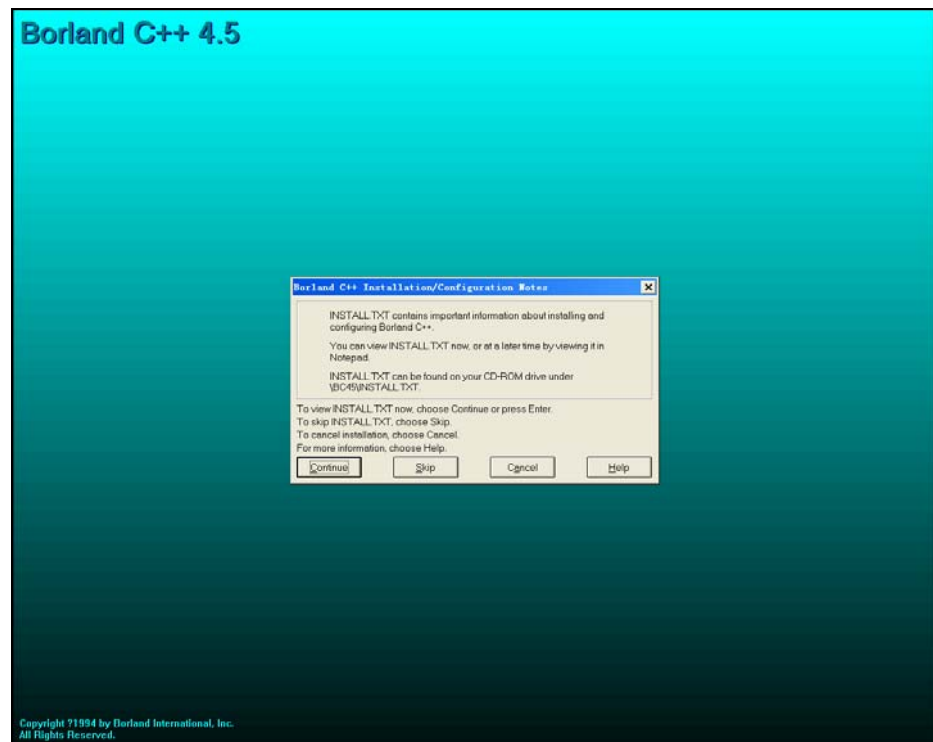 Borland C++ 4.5
Borland C++ Installation/Configuration Notes
INSTALL.TXT contains important information about installing and
configuring Borland C++.
You can view INSTALL.TXT now, or at a later time by viewing it in
Notepad.
INSTALL.TXT can be found on your CD-ROM drive under
\BC45\INSTALL.TXT.
To view INSTALL.TXT now, choose Continue or press Enter.
To skip INSTALL.TXT, choose Skip.
To cancel installation, choose Cancel.
For more information, choose Help.
Continue Skip Cancel Help
Copyright ?1994 by Borland International, Inc.
All Rights Reserved.